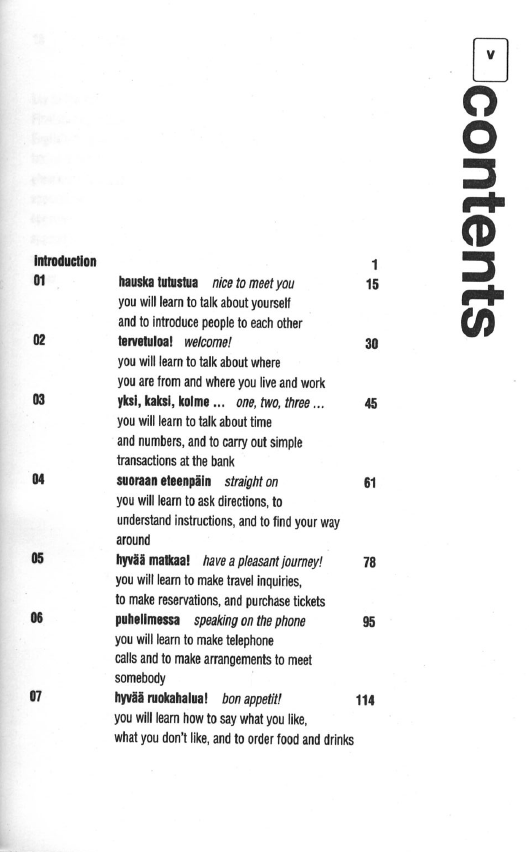 v
contents
introduction 1
01 hauska tutustua nice to meet you 15
you will learn to talk about yourself
and to introduce people to each other
02 tervetuloa! welcome! 30
you will learn to talk about where
you are from and where you live and work
03 yksi, kaksi, kolme ... one, two, three ... 45
you will learn to talk about time
and numbers, and to carry out simple
transactions at the bank
04 suoraan eteenpäin straight on 61
you will learn to ask directions, to
understand instructions, and to find your way
around
05 hyvää matkaa! have a pleasant journey! 78
you will learn to make travel inquiries,
to make reservations, and purchase tickets
06 puhelimessa speaking on the phone 95
you will learn to make telephone
calls and to make arrangements to meet
somebody
07 hyvää ruokahalua! bon appetit! 114
you will learn how to say what you like,
what you don't like, and to order food and drinks